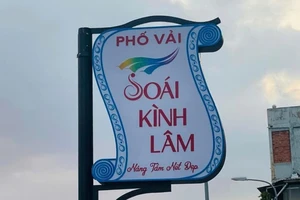 PHỐ VẢI
SOÁI
KÌNH
LÂM
Nâng Tầm Nét Đẹp